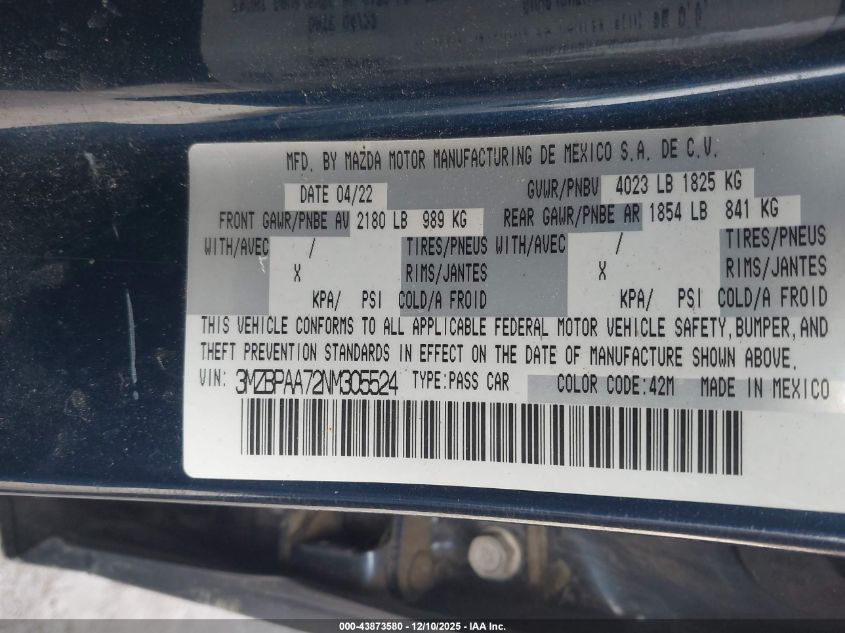 MFD. BY MAZDA MOTOR MANUFACTURING DE MEXICO S.A. DE C.V.
DATE 04/22 GVWR/PNBV 4023 LB 1825 KG
FRONT GAWR/PNBE AV 2180 LB 989 KG REAR GAWR/PNBE AR 1854 LB 841 KG
WITH/AVEC / TIRES/PNEUS WITH/AVEC / TIRES/PNEUS
X RIMS/JANTES X RIMS/JANTES
KPA/ PSI COLD/A FROID KPA/ PSI COLD/A FROID
THIS VEHICLE CONFORMS TO ALL APPLICABLE FEDERAL MOTOR VEHICLE SAFETY, BUMPER, AND
THEFT PREVENTION STANDARDS IN EFFECT ON THE DATE OF MANUFACTURE SHOWN ABOVE.
VIN: 3MZBPAA72NM305524 TYPE:PASS CAR COLOR CODE:42M MADE IN MEXICO
000-43873580 - 12/10/2025 - IAA Inc.